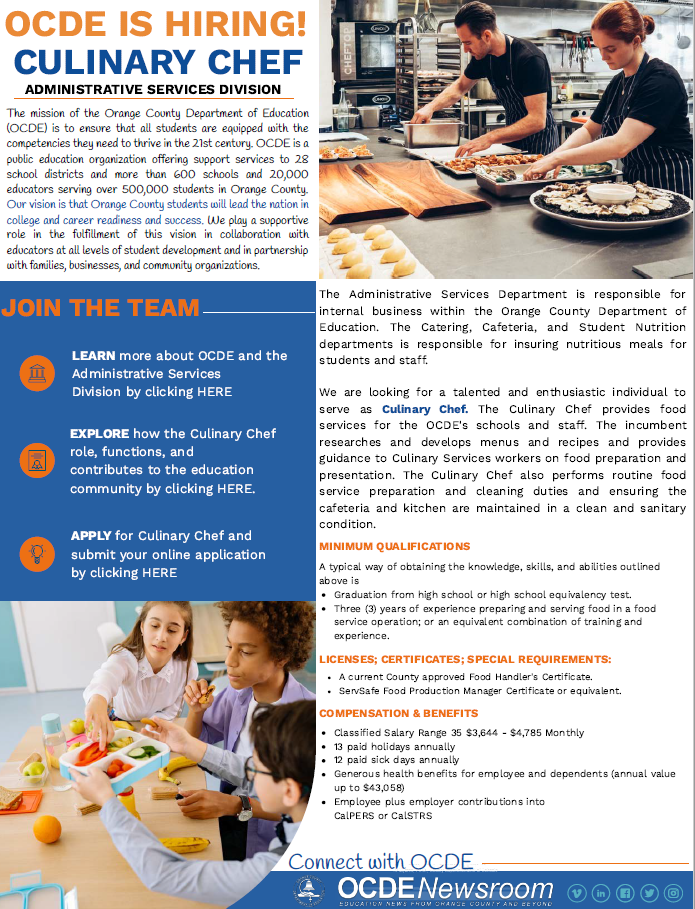 OCDE IS HIRING!
CULINARY CHEF
ADMINISTRATIVE SERVICES DIVISION
The mission of the Orange County Department of Education
(OCDE) is to ensure that all students are equipped with the
competencies they need to thrive in the 21st century. OCDE is a
public education organization offering support services to 28
school districts and more than 600 schools and 20,000
educators serving over 500,000 students in Orange County.
Our vision is that Orange County students will lead the nation in
college and career readiness and success. We play a supportive
role in the fulfillment of this vision in collaboration with
educators at all levels of student development and in partnership
with families, businesses, and community organizations.
JOIN THE TEAM
LEARN more about OCDE and the
Administrative Services
Division by clicking HERE
EXPLORE how the Culinary Chef
role, functions, and
contributes to the education
community by clicking HERE.
APPLY for Culinary Chef and
submit your online application
by clicking HERE
The Administrative Services Department is responsible for
internal business within the Orange County Department of
Education. The Catering, Cafeteria, and Student Nutrition
departments is responsible for insuring nutritious meals for
students and staff.
We are looking for a talented and enthusiastic individual to
serve as Culinary Chef. The Culinary Chef provides food
services for the OCDE's schools and staff. The incumbent
researches and develops menus and recipes and provides
guidance to Culinary Services workers on food preparation and
presentation. The Culinary Chef also performs routine food
service preparation and cleaning duties and ensuring the
cafeteria and kitchen are maintained in a clean and sanitary
condition.
MINIMUM QUALIFICATIONS
A typical way of obtaining the knowledge, skills, and abilities outlined
above is
• Graduation from high school or high school equivalency test.
• Three (3) years of experience preparing and serving food in a food
service operation; or an equivalent combination of training and
experience.
LICENSES; CERTIFICATES; SPECIAL REQUIREMENTS:
• A current County approved Food Handler's Certificate.
• ServSafe Food Production Manager Certificate or equivalent.
COMPENSATION & BENEFITS
• Classified Salary Range 35 $3,644 - $4,785 Monthly
• 13 paid holidays annually
• 12 paid sick days annually
• Generous health benefits for employee and dependents (annual value
up to $43,058)
• Employee plus employer contributions into
CalPERS or CalSTRS
Connect with OCDE
OCDE Newsroom
EDUCATION NEWS FROM ORANGE COUNTY AND BEYOND